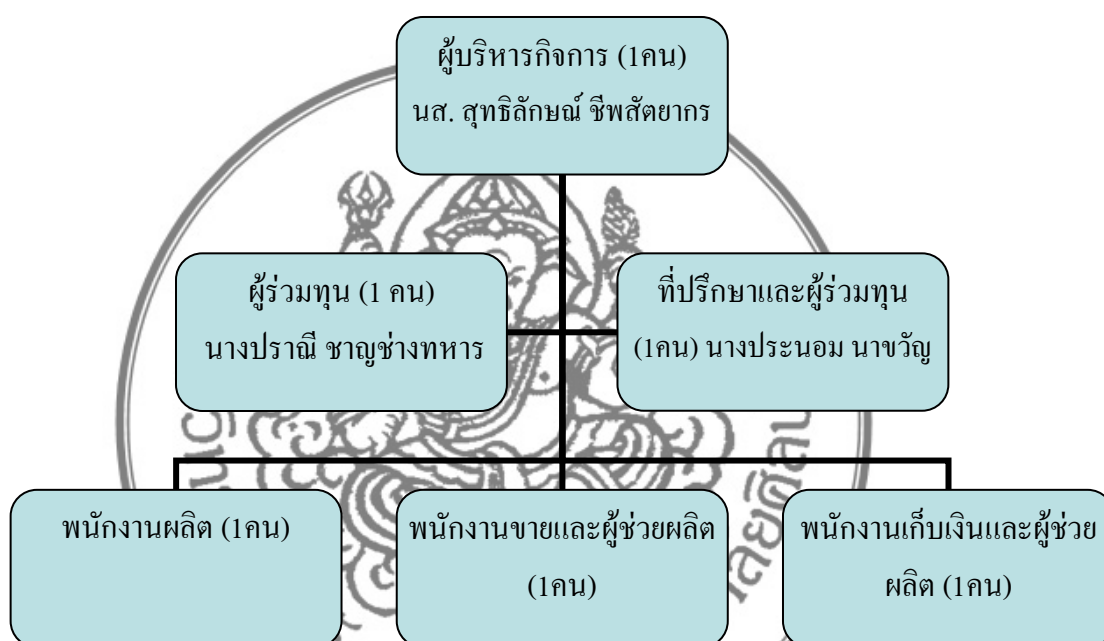 ผู้บริหารกิจการ (1คน)
นส. สุทธิลักษณ์ ชีพสัตยากร
ผู้ร่วมทุน (1 คน)
นางปราณี ชาญช่างทหาร
ที่ปรึกษาและผู้ร่วมทุน
(1คน) นางประนอม นาขวัญ
พนักงานผลิต (1คน)
พนักงานขายและผู้ช่วยผลิต
(1คน)
พนักงานเก็บเงินและผู้ช่วย
ผลิต (1คน)